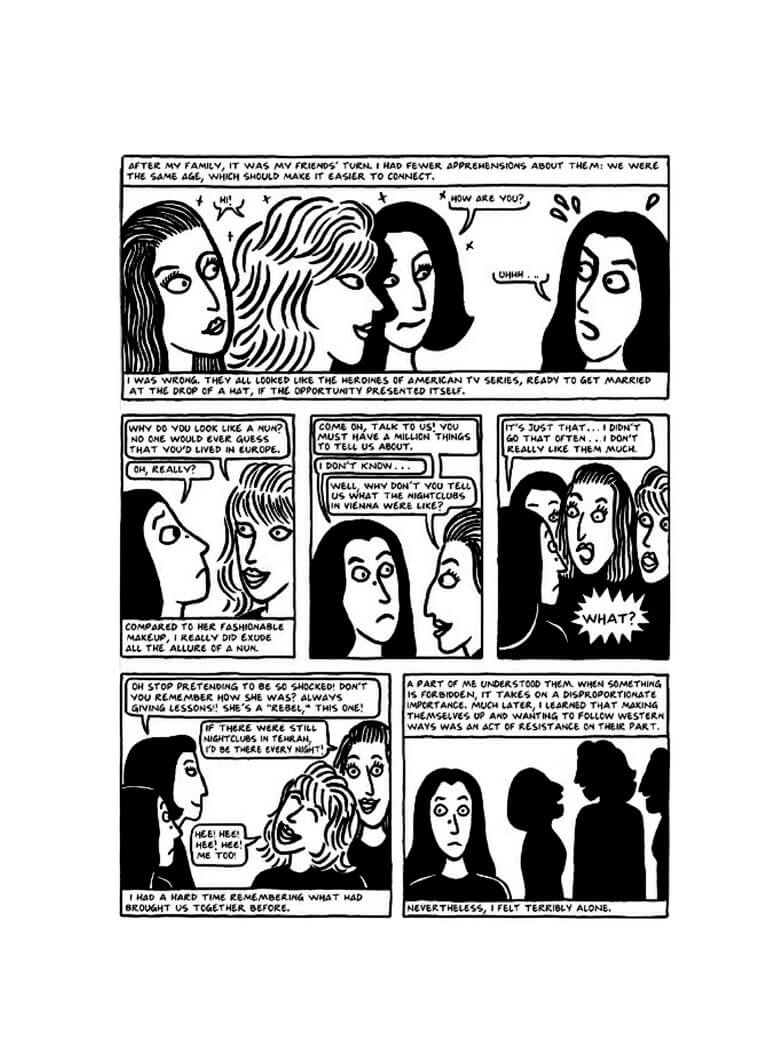 AFTER MY FAMILY, IT WAS MY FRIENDS' TURN. I HAD FEWER APPREHENSIONS ABOUT THEM: WE WERE
THE SAME AGE, WHICH SHOULD MAKE IT EASIER TO CONNECT.
HI!
HOW ARE YOU?
UHHH . . .
I WAS WRONG. THEY ALL LOOKED LIKE THE HEROINES OF AMERICAN TV SERIES, READY TO GET MARRIED
AT THE DROP OF A HAT, IF THE OPPORTUNITY PRESENTED ITSELF.
WHY DO YOU LOOK LIKE A NUN?
NO ONE WOULD EVER GUESS
THAT YOU'D LIVED IN EUROPE.
OH, REALLY?
COMPARED TO HER FASHIONABLE
MAKEUP, I REALLY DID EXUDE
ALL THE ALLURE OF A NUN.
COME ON, TALK TO US! YOU
MUST HAVE A MILLION THINGS
TO TELL US ABOUT.
I DON'T KNOW . . .
WELL, WHY DON'T YOU TELL
US WHAT THE NIGHTCLUBS
IN VIENNA WERE LIKE?
IT'S JUST THAT . . . I DIDN'T
GO THAT OFTEN . . . I DON'T
REALLY LIKE THEM MUCH.
WHAT?
OH STOP PRETENDING TO BE SO SHOCKED! DON'T
YOU REMEMBER HOW SHE WAS? ALWAYS
GIVING LESSONS!! SHE'S A "REBEL," THIS ONE!
IF THERE WERE STILL
NIGHTCLUBS IN TEHRAN,
I'D BE THERE EVERY NIGHT!
HEE! HEE!
HEE! HEE!
ME TOO!
I HAD A HARD TIME REMEMBERING WHAT HAD
BROUGHT US TOGETHER BEFORE.
A PART OF ME UNDERSTOOD THEM. WHEN SOMETHING
IS FORBIDDEN, IT TAKES ON A DISPROPORTIONATE
IMPORTANCE. MUCH LATER, I LEARNED THAT MAKING
THEMSELVES UP AND WANTING TO FOLLOW WESTERN
WAYS WAS AN ACT OF RESISTANCE ON THEIR PART.
NEVERTHELESS, I FELT TERRIBLY ALONE.